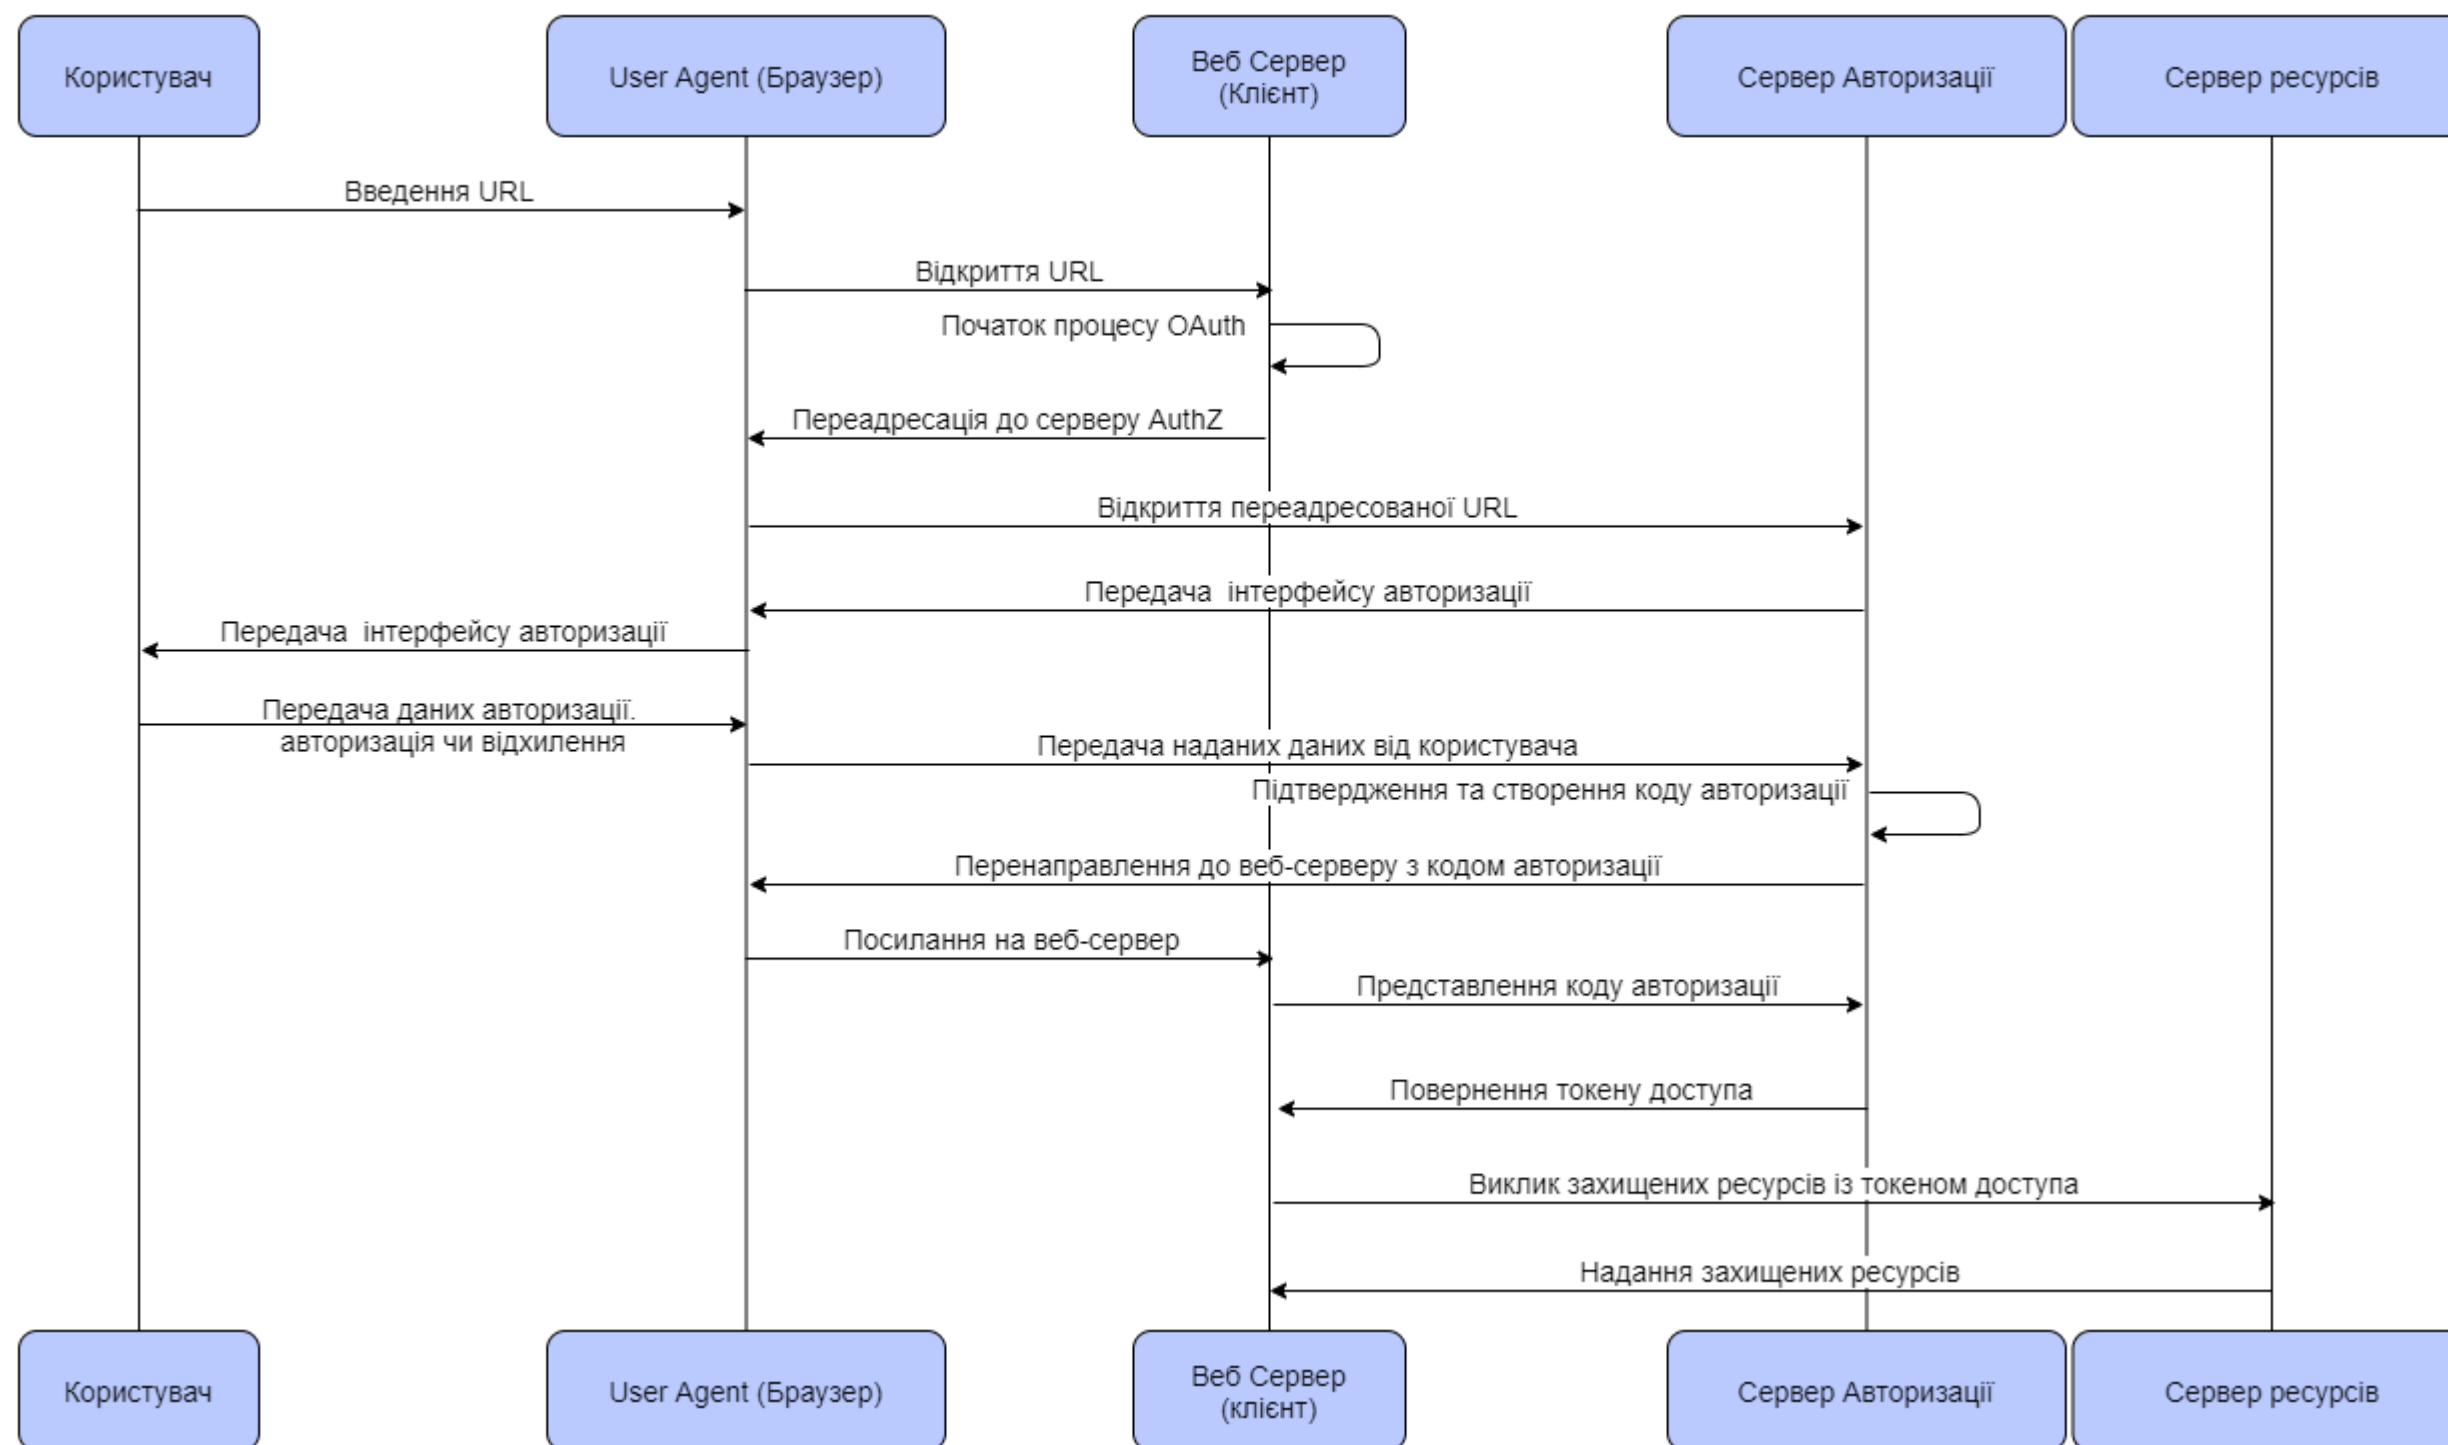 Користувач
User Agent (Браузер)
Веб Сервер
(Клієнт)
Сервер Авторизації
Сервер ресурсів
Введення URL
Відкриття URL
Початок процесу OAuth
Переадресація до серверу AuthZ
Відкриття переадресованої URL
Передача  інтерфейсу авторизації
Передача  інтерфейсу авторизації
Передача даних авторизації.
авторизація чи відхилення
Передача наданих даних від користувача
Підтвердження та створення коду авторизації
Перенаправлення до веб-серверу з кодом авторизації
Посилання на веб-сервер
Представлення коду авторизації
Повернення токену доступа
Виклик захищених ресурсів із токеном доступа
Надання захищених ресурсів
Користувач
User Agent (Браузер)
Веб Сервер
(клієнт)
Сервер Авторизації
Сервер ресурсів